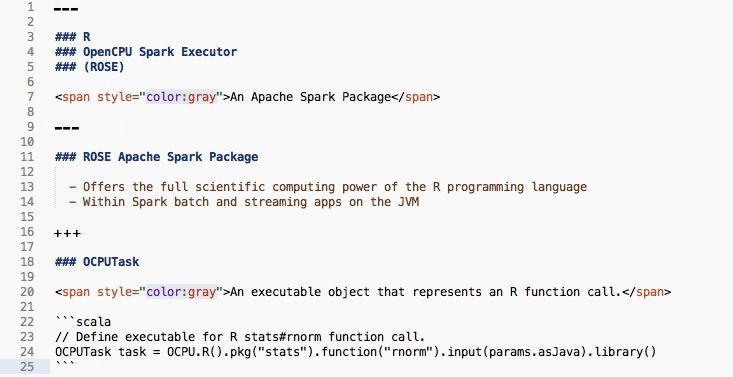 1 ---
2
3 ### R
4 ### OpenCPU Spark Executor
5 ### (ROSE)
6
7 <span style="color:gray">An Apache Spark Package</span>
8
9 ---
10
11 ### ROSE Apache Spark Package
12
13 - Offers the full scientific computing power of the R programming language
14 - Within Spark batch and streaming apps on the JVM
15
16 +++
17
18 ### OCPUTask
19
20 <span style="color:gray">An executable object that represents an R function call.</span>
21
22 ```scala
23 // Define executable for R stats#rnorm function call.
24 OCPUTask task = OCPU.R().pkg("stats").function("rnorm").input(params.asJava).library()
25 ```